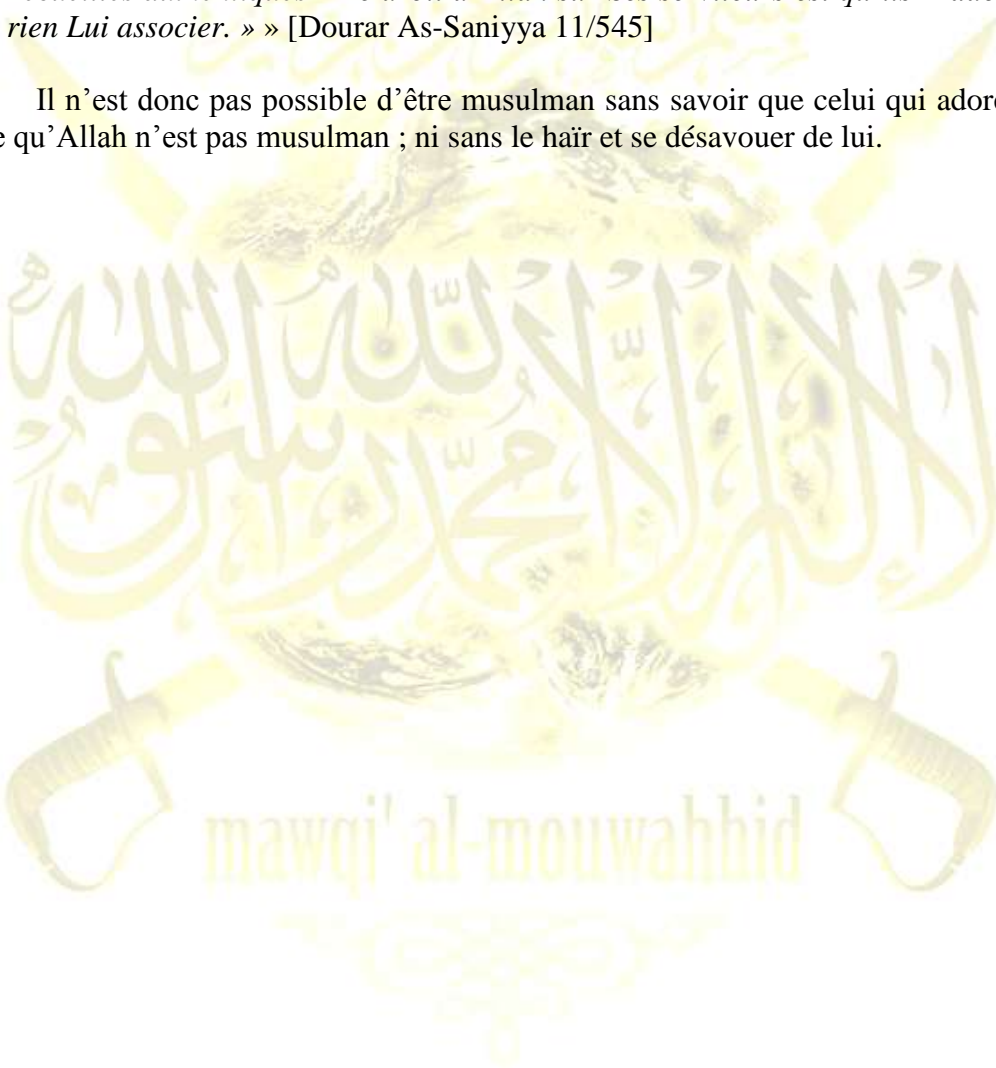 rien Lui associer. » » [Dourar As-Saniyya 11/545]
Il n’est donc pas possible d’être musulman sans savoir que celui qui ador
e qu’Allah n’est pas musulman ; ni sans le haïr et se désavouer de lui.
لا إله إلا الله محمد رسول الله
mawqi' al-mouwahhid